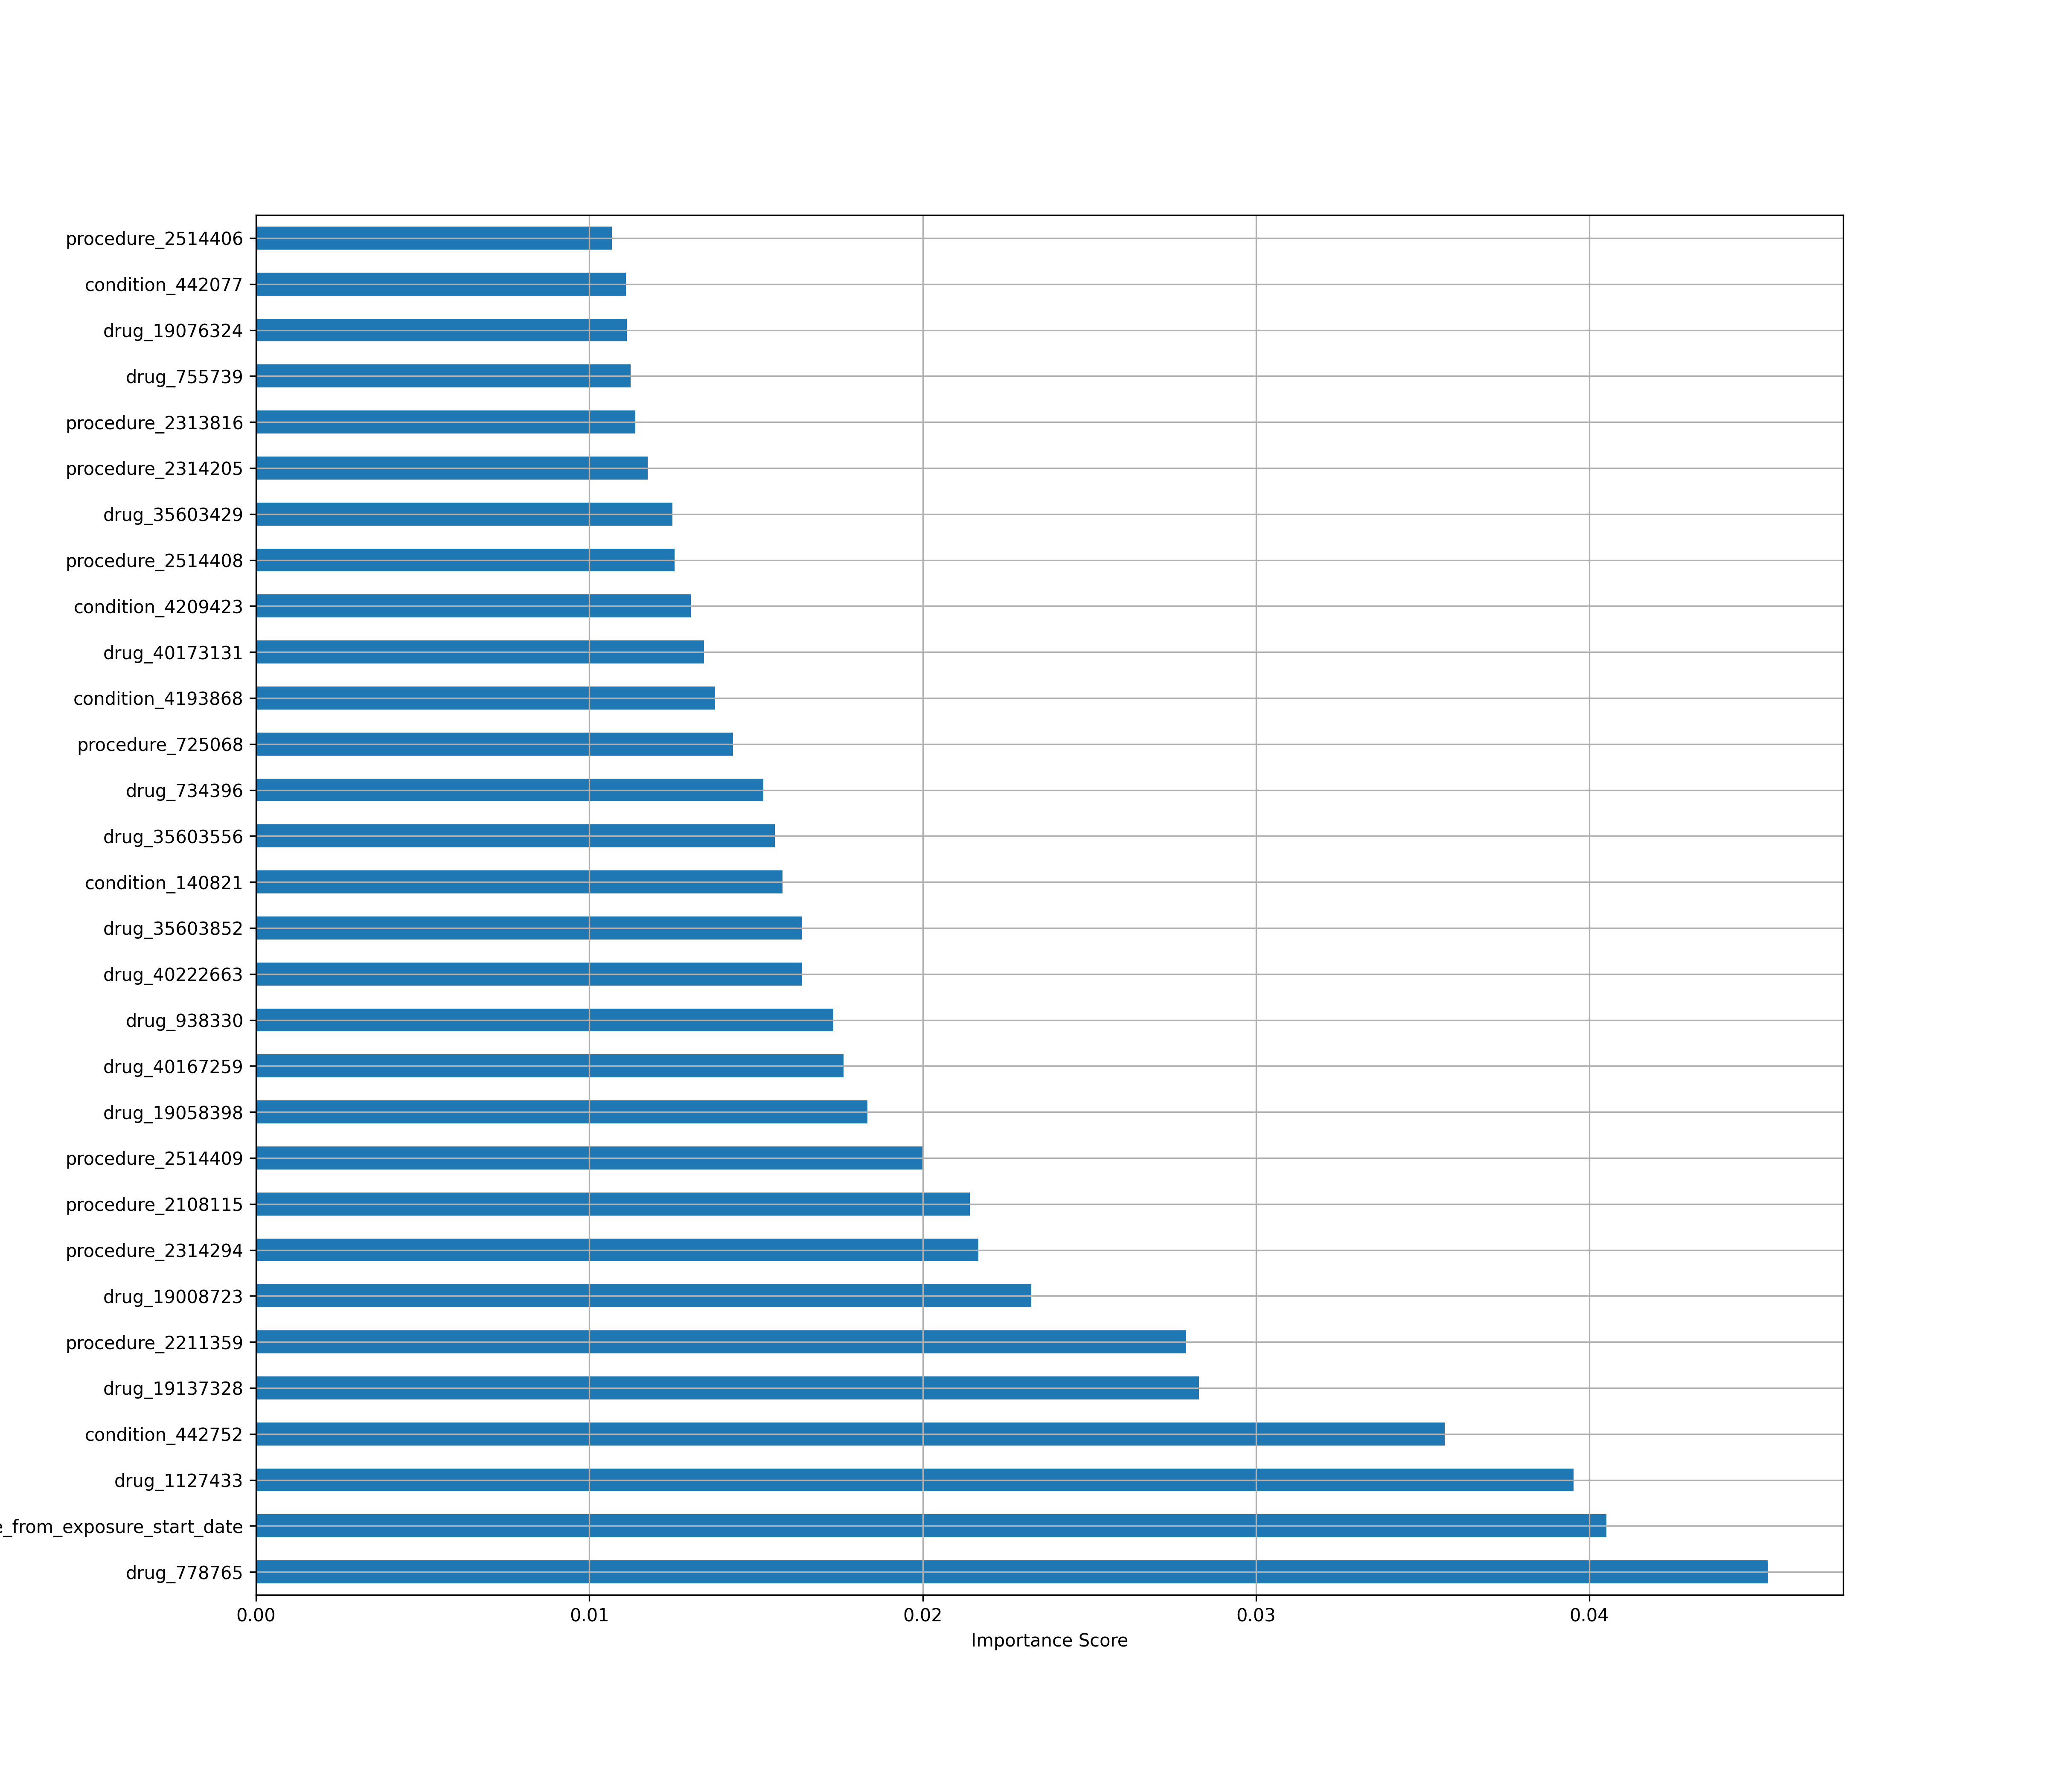 procedure_2514406
condition_442077
drug_19076324
drug_755739
procedure_2313816
procedure_2314205
drug_35603429
procedure_2514408
condition_4209423
drug_40173131
condition_4193868
procedure_725068
drug_734396
drug_35603556
condition_140821
drug_35603852
drug_40222663
drug_938330
drug_40167259
drug_19058398
procedure_2514409
procedure_2108115
procedure_2314294
drug_19008723
procedure_2211359
drug_19137328
condition_442752
drug_1127433
_from_exposure_start_date
drug_778765
0.00 0.01 0.02 0.03 0.04
Importance Score